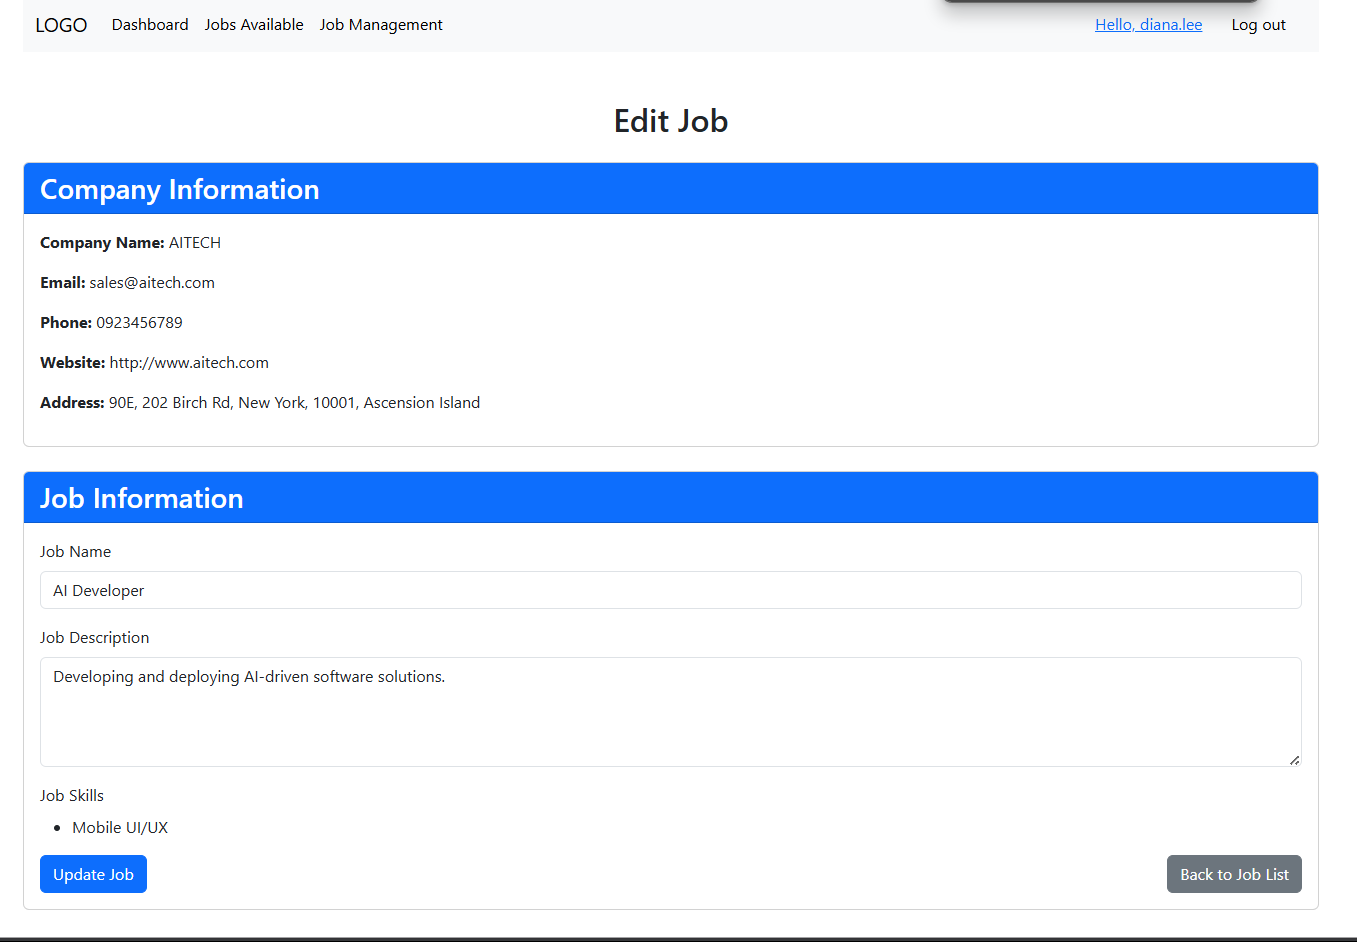 LOGO Dashboard Jobs Available Job Management Hello, diana.lee Log out
Edit Job
Company Information
Company Name: AITECH
Email: sales@aitech.com
Phone: 0923456789
Website: http://www.aitech.com
Address: 90E, 202 Birch Rd, New York, 10001, Ascension Island
Job Information
Job Name
AI Developer
Job Description
Developing and deploying AI-driven software solutions.
Job Skills
• Mobile UI/UX
Update Job Back to Job List